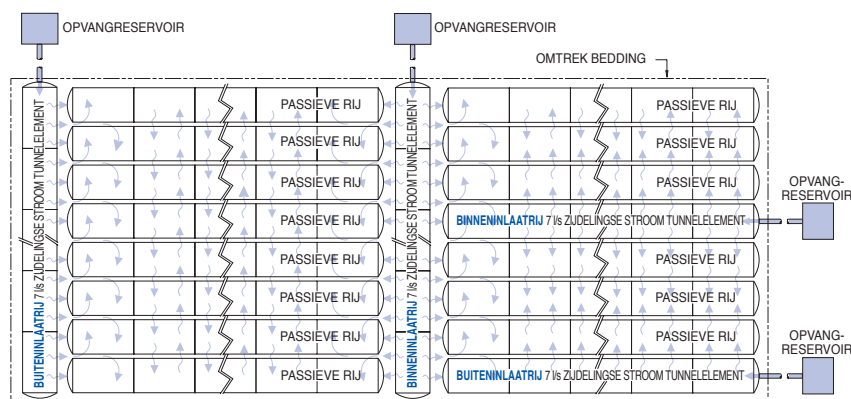 OPVANGRESERVOIR
OPVANGRESERVOIR
OMTREK BEDDING
BUITENINLAATRIJ 7 l/s ZIJDELINGSE STROOM TUNNELELEMENT
PASSIEVE RIJ
PASSIEVE RIJ
PASSIEVE RIJ
PASSIEVE RIJ
PASSIEVE RIJ
PASSIEVE RIJ
PASSIEVE RIJ
PASSIEVE RIJ
BINNENINLAATRIJ 7 l/s ZIJDELINGSE STROOM TUNNELELEMENT
PASSIEVE RIJ
PASSIEVE RIJ
PASSIEVE RIJ
BINNENINLAATRIJ 7 l/s ZIJDELINGSE STROOM TUNNELELEMENT
PASSIEVE RIJ
PASSIEVE RIJ
PASSIEVE RIJ
BUITENINLAATRIJ 7 l/s ZIJDELINGSE STROOM TUNNELELEMENT
OPVANG-
RESERVOIR
OPVANG-
RESERVOIR